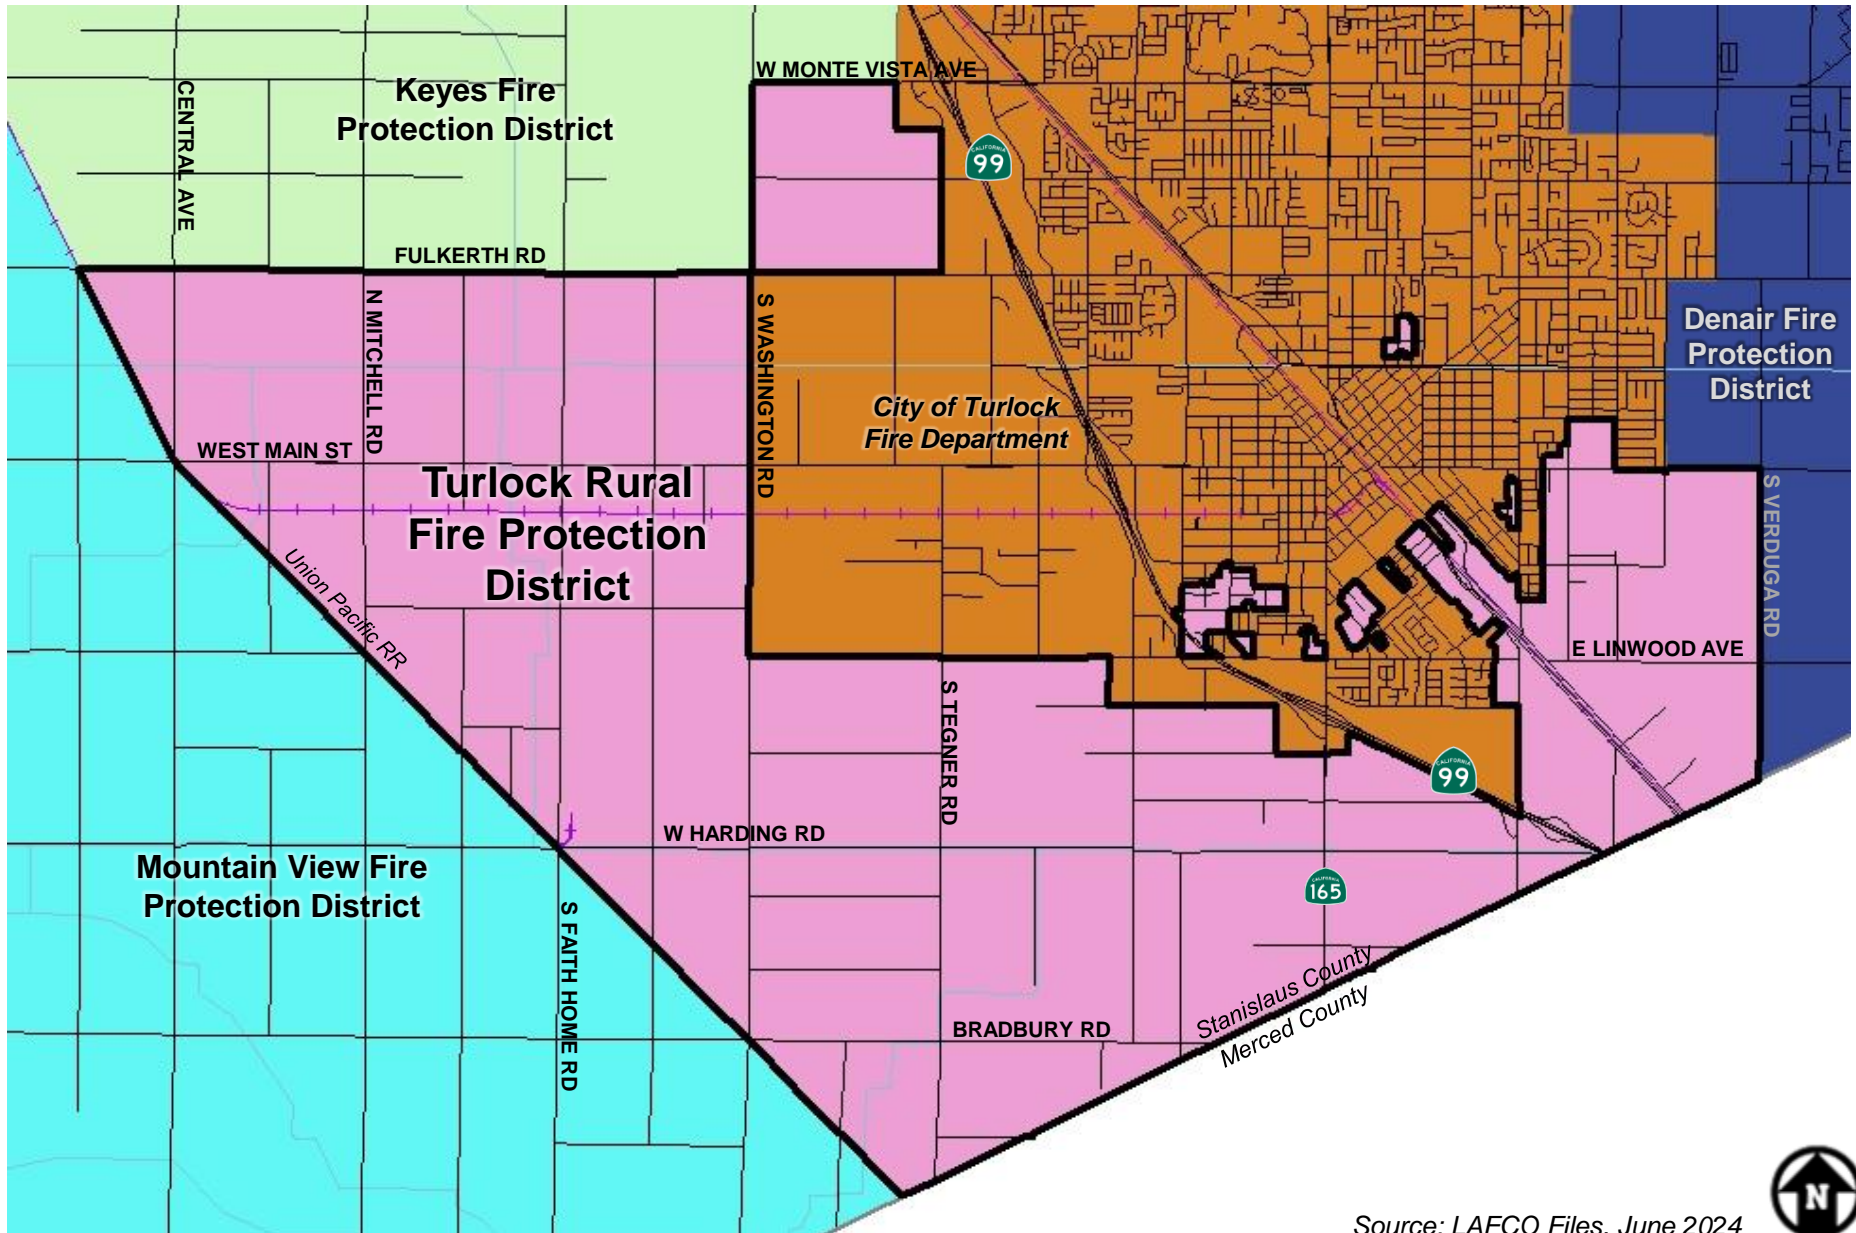 W MONTE VISTA AVE
Keyes Fire
Protection District
CENTRAL AVE
CALIFORNIA
99
FULKERTH RD
N MITCHELL RD
S WASHINGTON RD
Denair Fire
Protection
District
City of Turlock
Fire Department
WEST MAIN ST
Turlock Rural
Fire Protection
District
S VERDUGA RD
Union Pacific RR
E LINWOOD AVE
S TEGNER RD
CALIFORNIA
99
W HARDING RD
Mountain View Fire
Protection District
CALIFORNIA
165
S FAITH HOME RD
Stanislaus County
Merced County
BRADBURY RD
N
Source: LAFCO Files, June 2024